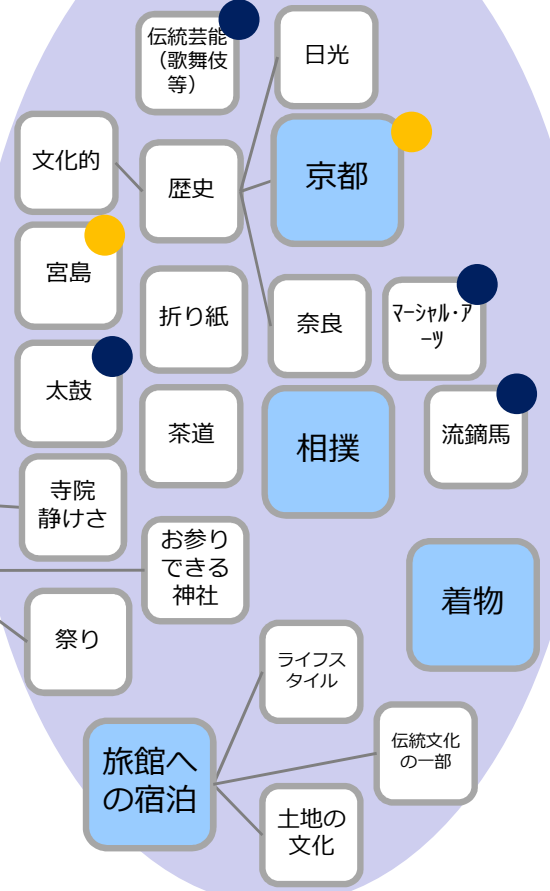 伝統芸能
（歌舞伎
等）
日光
文化的
歴史
京都
宮島
折り紙
奈良
ﾏｰｼｬﾙ･ｱ
ｰﾂ
太鼓
茶道
相撲
流鏑馬
寺院
静けさ
お参り
できる
神社
着物
祭り
ライフス
タイル
旅館へ
の宿泊
伝統文化
の一部
土地の
文化